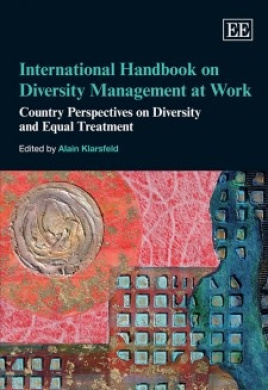 EE
International Handbook on
Diversity Management at Work
Country Perspectives on Diversity
and Equal Treatment
Edited by Alain Klarsfeld